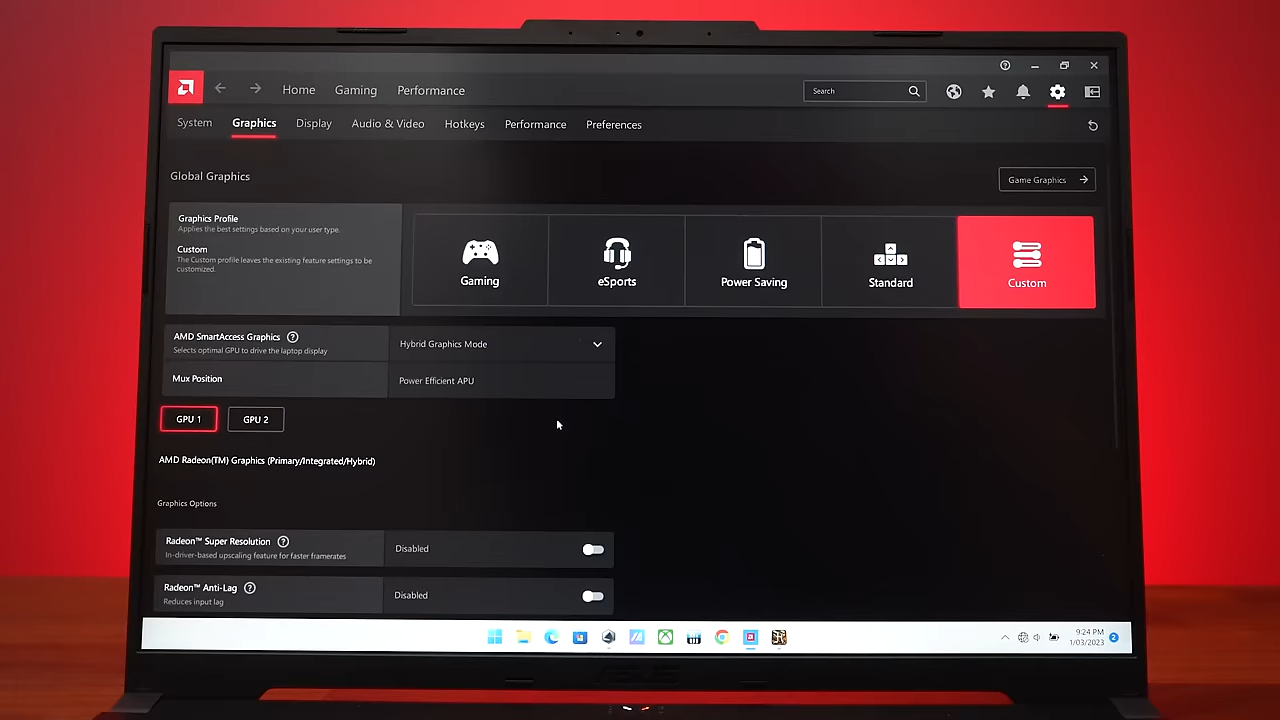 Home Gaming Performance Search
System Graphics Display Audio & Video Hotkeys Performance Preferences
Global Graphics
Game Graphics
Graphics Profile
Applies the best settings based on your user type.
Custom
The Custom profile leaves the existing feature settings to be
customized.
Gaming
eSports
Power Saving
Standard
Custom
AMD SmartAccess Graphics
Selects optimal GPU to drive the laptop display
Hybrid Graphics Mode
Mux Position
Power Efficient APU
GPU 1 GPU 2
AMD Radeon(TM) Graphics (Primary/Integrated/Hybrid)
Graphics Options
Radeon™ Super Resolution
In-driver-based upscaling feature for faster framerates
Disabled
Radeon™ Anti-Lag
Reduces input lag
Disabled
9:24 PM
1/03/2023
2
ASUS